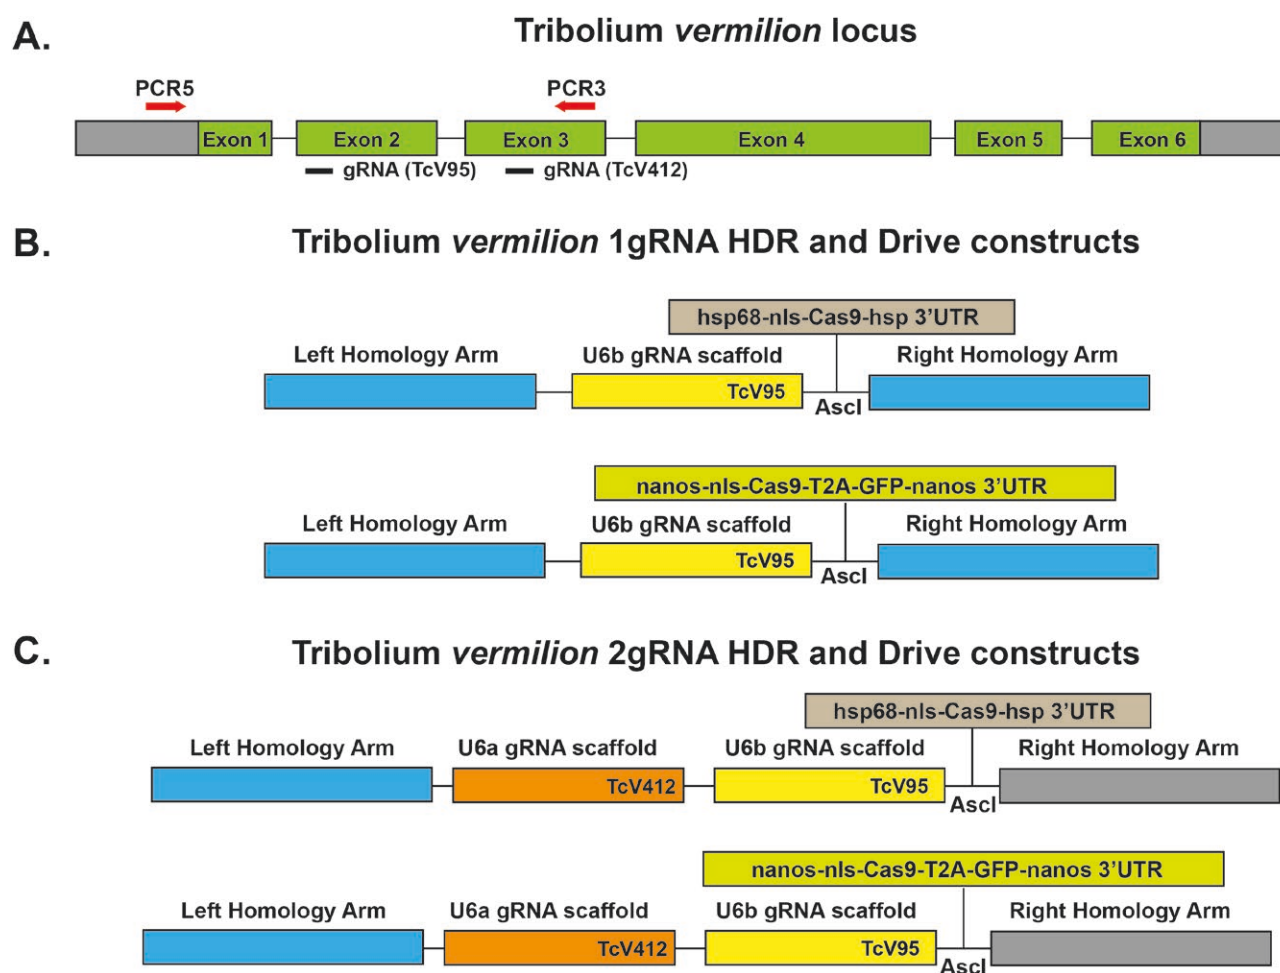 A.
Tribolium vermilion locus
PCR5 PCR3
Exon 1 Exon 2 Exon 3 Exon 4 Exon 5 Exon 6
gRNA (TcV95) gRNA (TcV412)
B.
Tribolium vermilion 1gRNA HDR and Drive constructs
hsp68-nls-Cas9-hsp 3’UTR
Left Homology Arm U6b gRNA scaffold Right Homology Arm
TcV95
AscI
nanos-nls-Cas9-T2A-GFP-nanos 3’UTR
Left Homology Arm U6b gRNA scaffold Right Homology Arm
TcV95
AscI
C.
Tribolium vermilion 2gRNA HDR and Drive constructs
hsp68-nls-Cas9-hsp 3’UTR
Left Homology Arm U6a gRNA scaffold U6b gRNA scaffold Right Homology Arm
TcV412 TcV95
AscI
nanos-nls-Cas9-T2A-GFP-nanos 3’UTR
Left Homology Arm U6a gRNA scaffold U6b gRNA scaffold Right Homology Arm
TcV412 TcV95
AscI